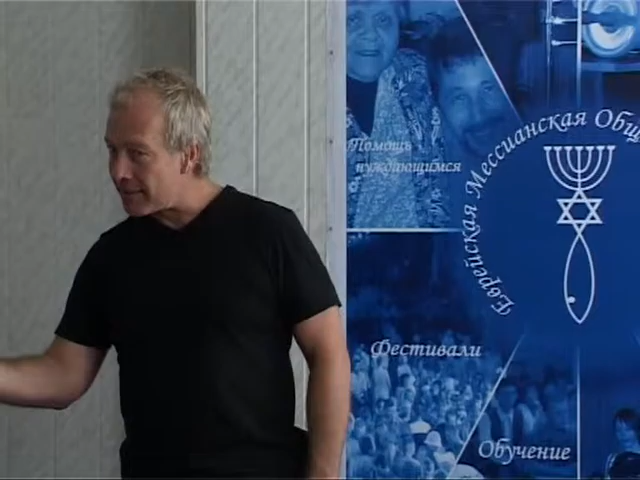 Помощь
нуждающимся
Еврейская Мессианская
Фестивали
Обучение